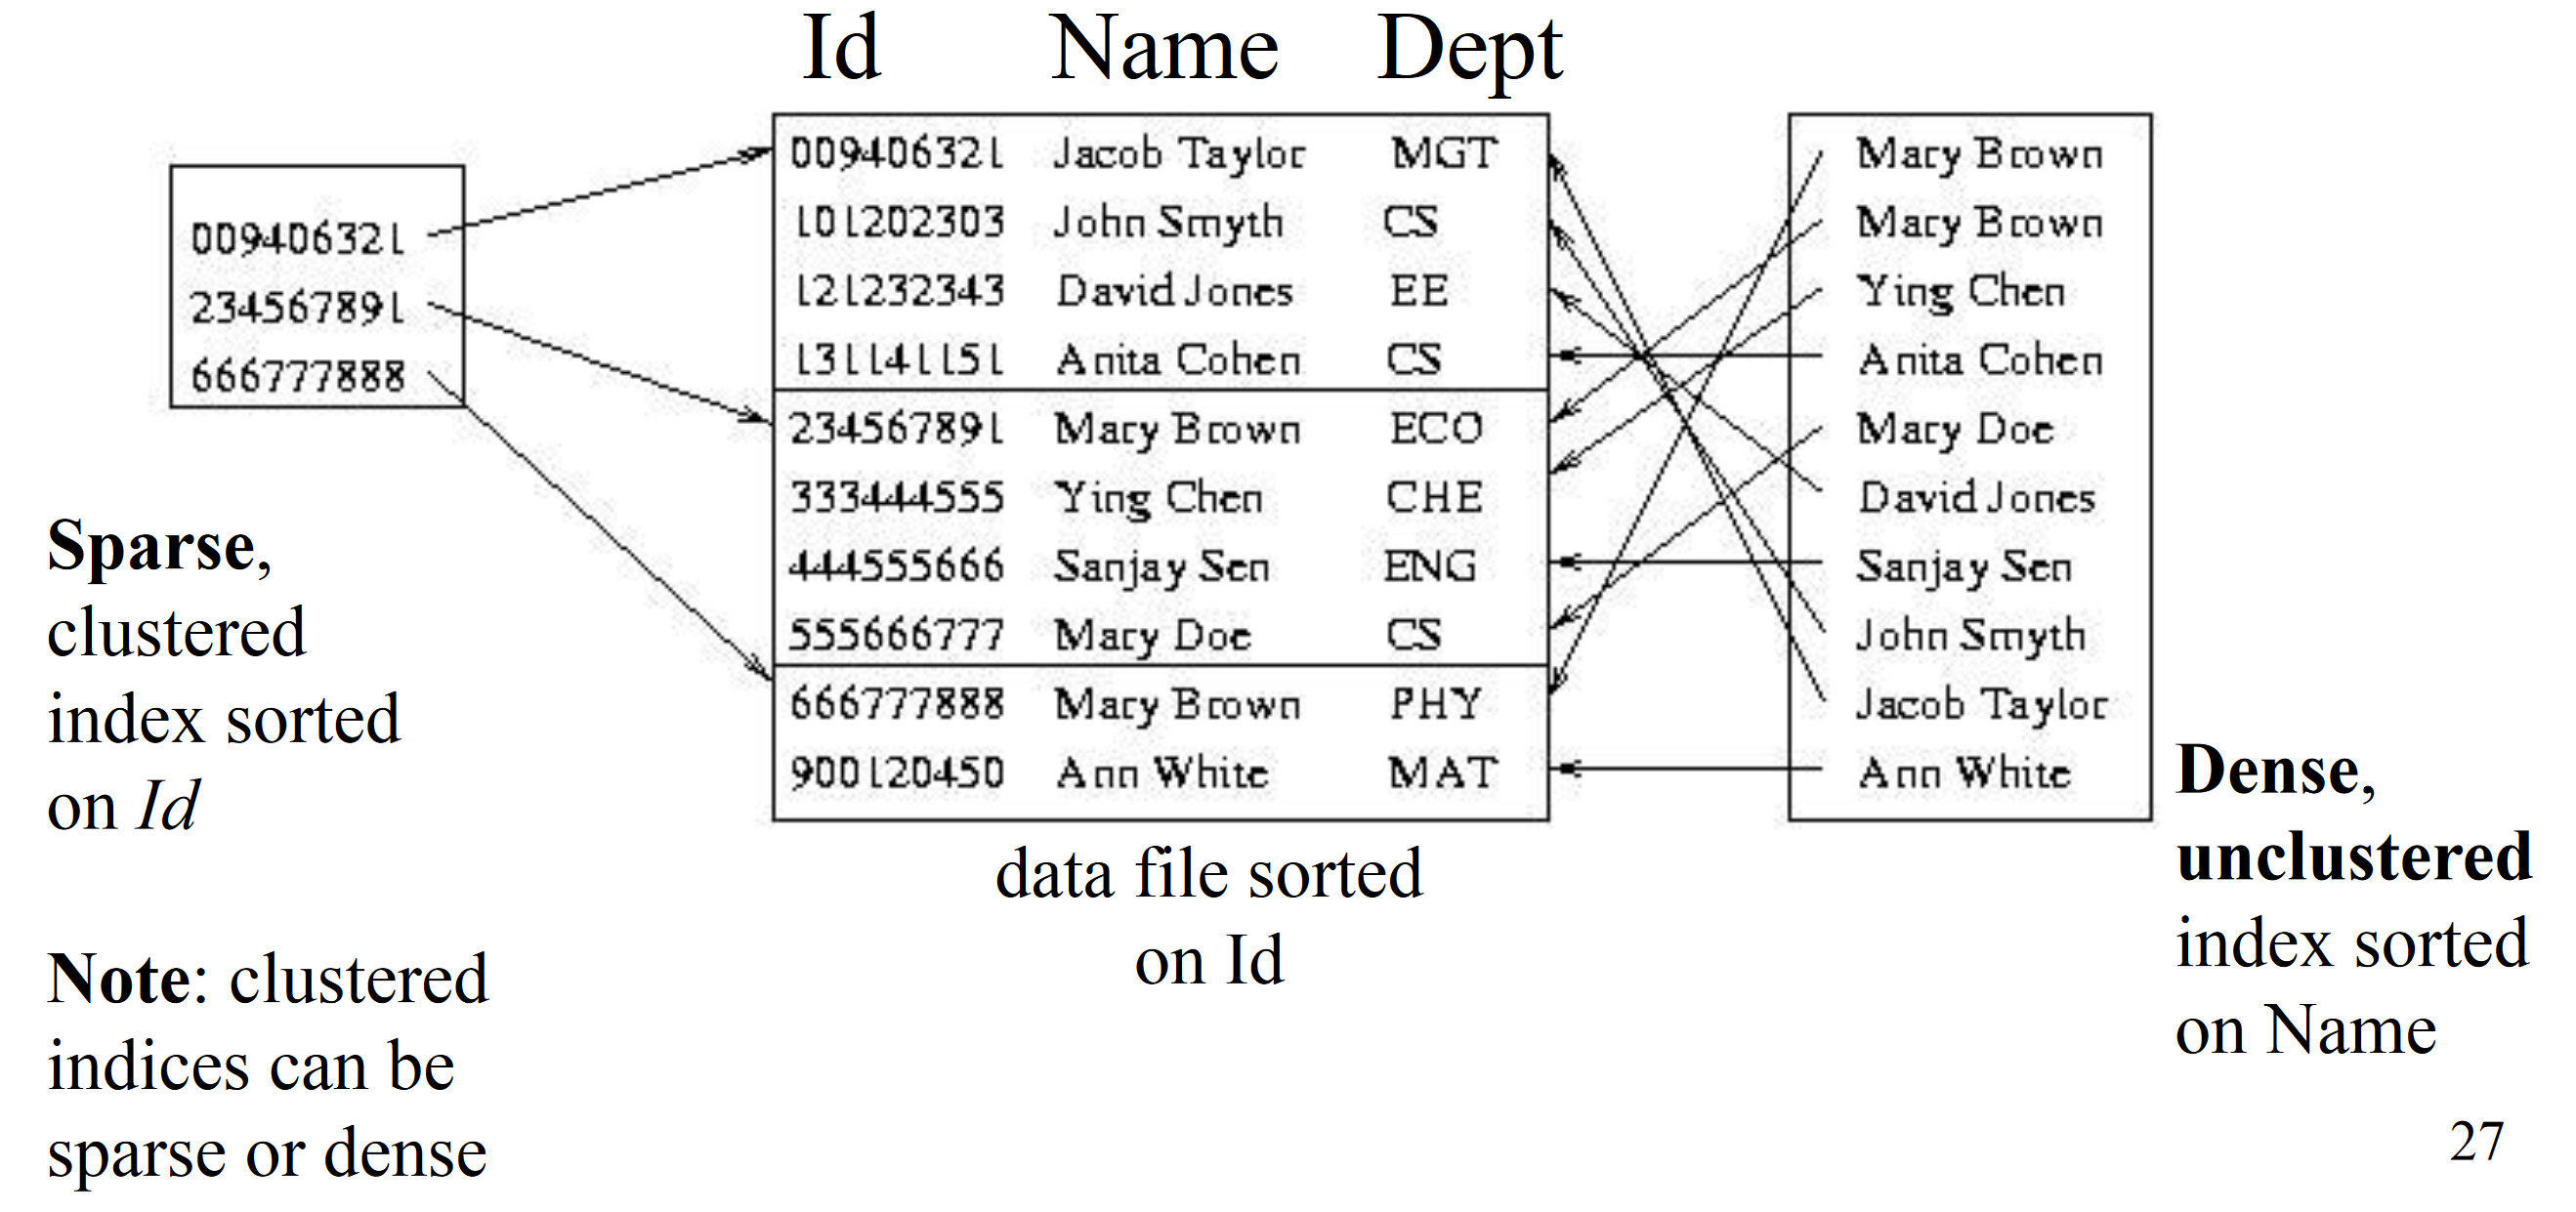 Id Name Dept
009406321
234567891
666777888
009406321 Jacob Taylor MGT
101202303 John Smyth CS
121232343 David Jones EE
131141151 Anita Cohen CS
234567891 Mary Brown ECO
333444555 Ying Chen CHE
444555666 Sanjay Sen ENG
555666777 Mary Doe CS
666777888 Mary Brown PHY
900120450 Ann White MAT
Mary Brown
Mary Brown
Ying Chen
Anita Cohen
Mary Doe
David Jones
Sanjay Sen
John Smyth
Jacob Taylor
Ann White
Sparse,
clustered
index sorted
on Id
data file sorted
on Id
Dense,
unclustered
index sorted
on Name
Note: clustered
indices can be
sparse or dense
27